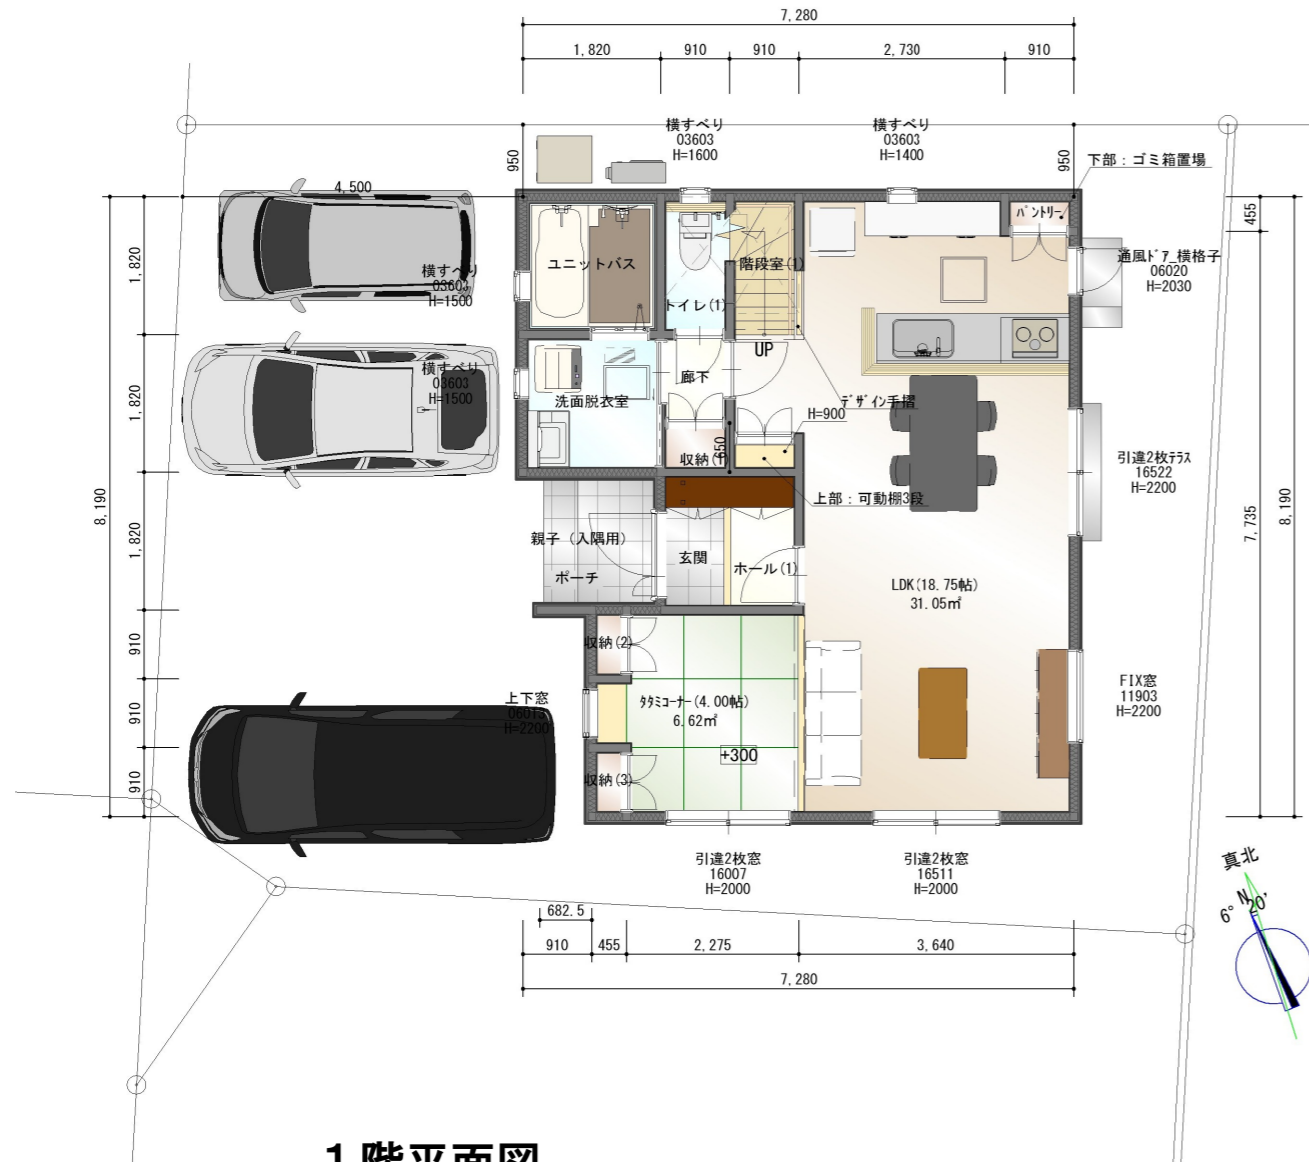 7,280
1,820
910
910
2,730
910
横すべり
03603
H=1600
横すべり
03603
H=1400
950
950
下部：ゴミ箱置場
4,500
パントリー
455
通風ドア_横格子
06020
H=2030
1,820
横すべり
03603
H=1500
ユニットバス
階段室(1)
トイレ(1)
UP
廊下
横すべり
03603
H=1500
洗面脱衣室
デザイン手摺
H=900
1,820
収納(1)
650
上部：可動棚3段
引違2枚テラス
16522
H=2200
8,190
7,735
8,190
1,820
親子（入隅用）
ポーチ
玄関
ホール(1)
LDK(18.75帖)
31.05㎡
910
収納(2)
910
上下窓
06013
H=2200
タタミコーナー(4.00帖)
6.62㎡
+300
FIX窓
11903
H=2200
910
収納(3)
引違2枚窓
16007
H=2000
引違2枚窓
16511
H=2000
真北
N
6° 20'
682.5
910
455
2,275
3,640
7,280
1階平面図